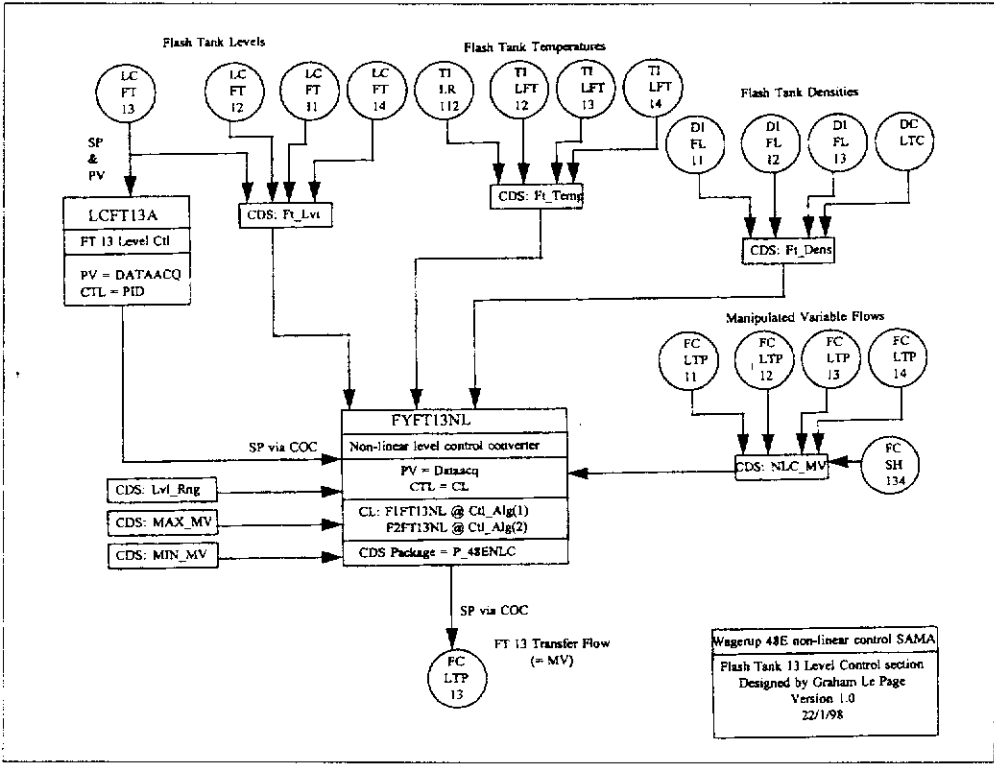 Flash Tank Levels
Flash Tank Temperatures
Flash Tank Densities
LC
FT
13
LC
FT
12
LC
FT
11
LC
FT
14
TI
LR
112
TI
LFT
12
TI
LFT
13
TI
LFT
14
DI
FL
11
DI
FL
12
DI
FL
13
DC
LTC
SP
&
PV
CDS: Ft_Lvl
CDS: Ft_Temp
CDS: Ft_Dens
LCFT13A
FT 13 Level Ctl
PV = DATAACQ
CTL = PID
Manipulated Variable Flows
FC
LTP
11
FC
LTP
12
FC
LTP
13
FC
LTP
14
FC
SH
134
CDS: NLC_MV
SP via COC
FYFT13NL
Non-linear level control converter
PV = Dataacq
CTL = CL
CL: F1FT13NL @ Ctl_Alg(1)
F2FT13NL @ Ctl_Alg(2)
CDS Package = P_48ENLC
CDS: Lvl_Rng
CDS: MAX_MV
CDS: MIN_MV
SP via COC
FT 13 Transfer Flow
(= MV)
FC
LTP
13
Wagerup 48E non-linear control SAMA
Flash Tank 13 Level Control section
Designed by Graham Le Page
Version 1.0
22/1/98